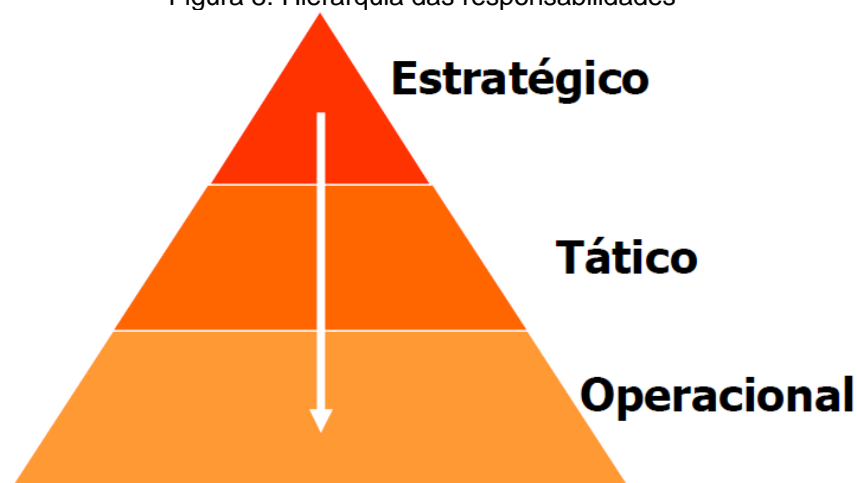 Figura Hierarquia das responsabilidades
Estratégico
Tático
Operacional